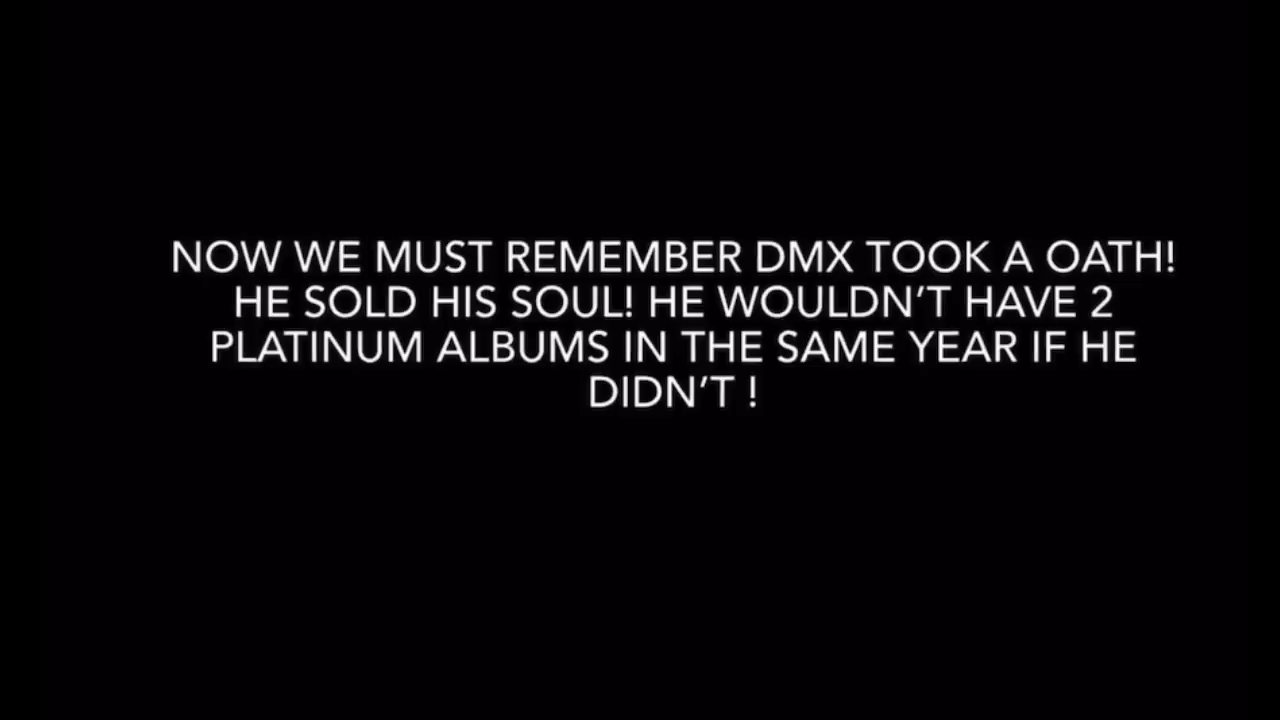 NOW WE MUST REMEMBER DMX TOOK A OATH!
HE SOLD HIS SOUL! HE WOULDN’T HAVE 2
PLATINUM ALBUMS IN THE SAME YEAR IF HE
DIDN’T !